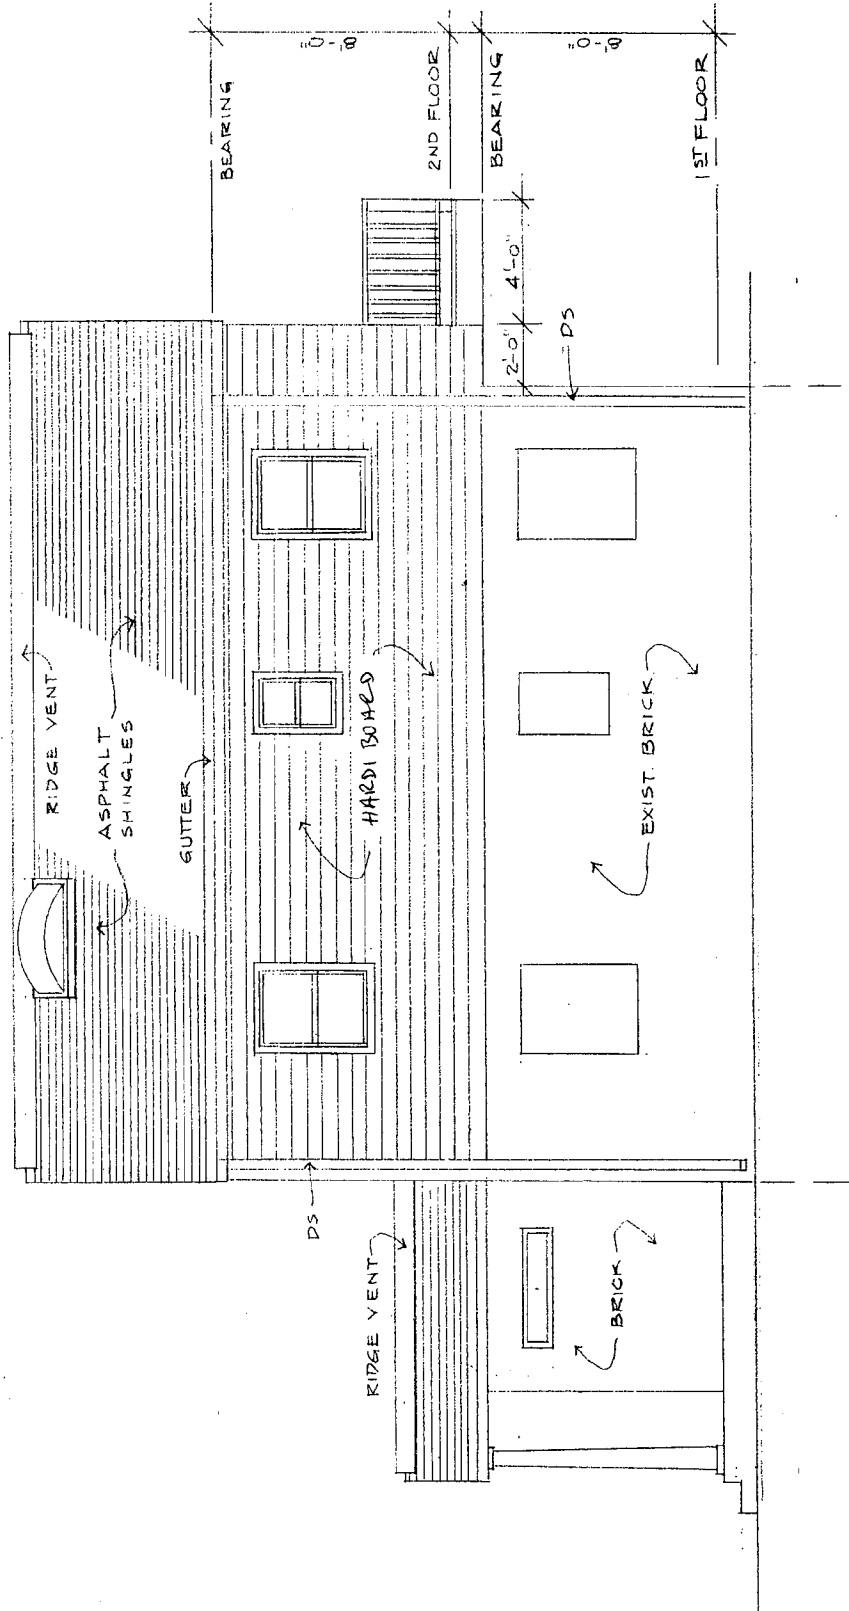 RIDGE VENT
ASPHALT
SHINGLES
GUTTER
HARDI BOARD
EXIST. BRICK
DS
RIDGE VENT
BRICK
DS
2'-0"
4'-0"
BEARING
8'-0"
2ND FLOOR
BEARING
8'-0"
1ST FLOOR